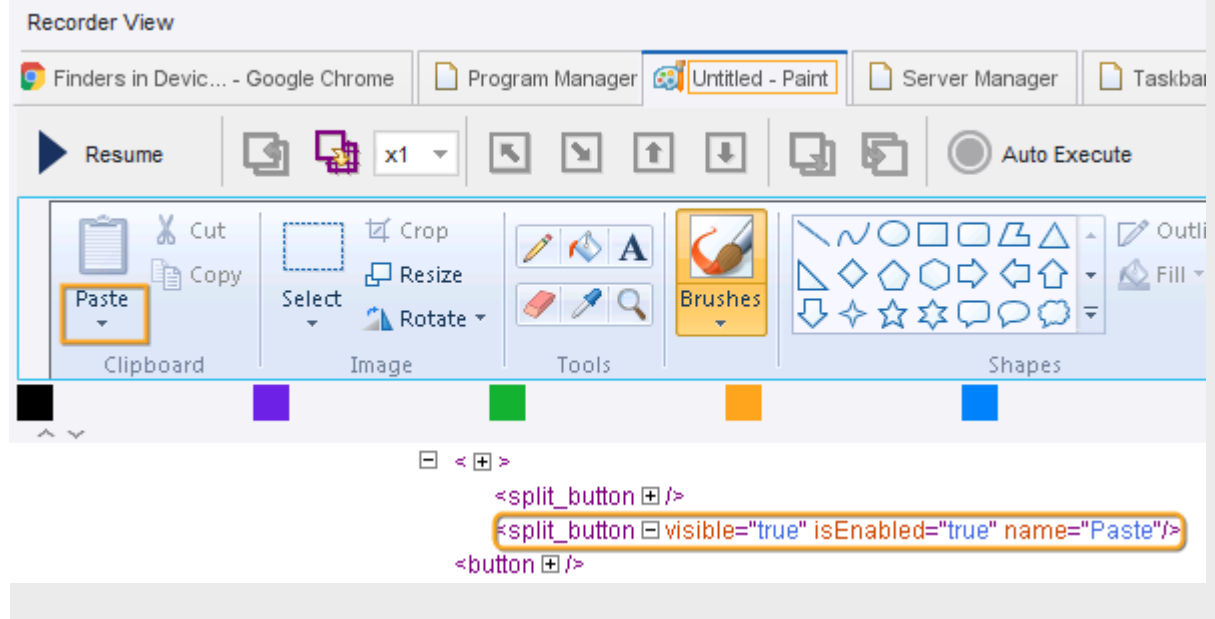 Recorder View
Finders in Devic... - Google Chrome Program Manager Untitled - Paint Server Manager Taskbar
Resume x1 Auto Execute
Cut Crop Outli
Copy Resize A Fill
Paste Select Rotate Brushes
Clipboard Image Tools Shapes
< >
<split_button />
<split_button visible="true" isEnabled="true" name="Paste"/>
<button />